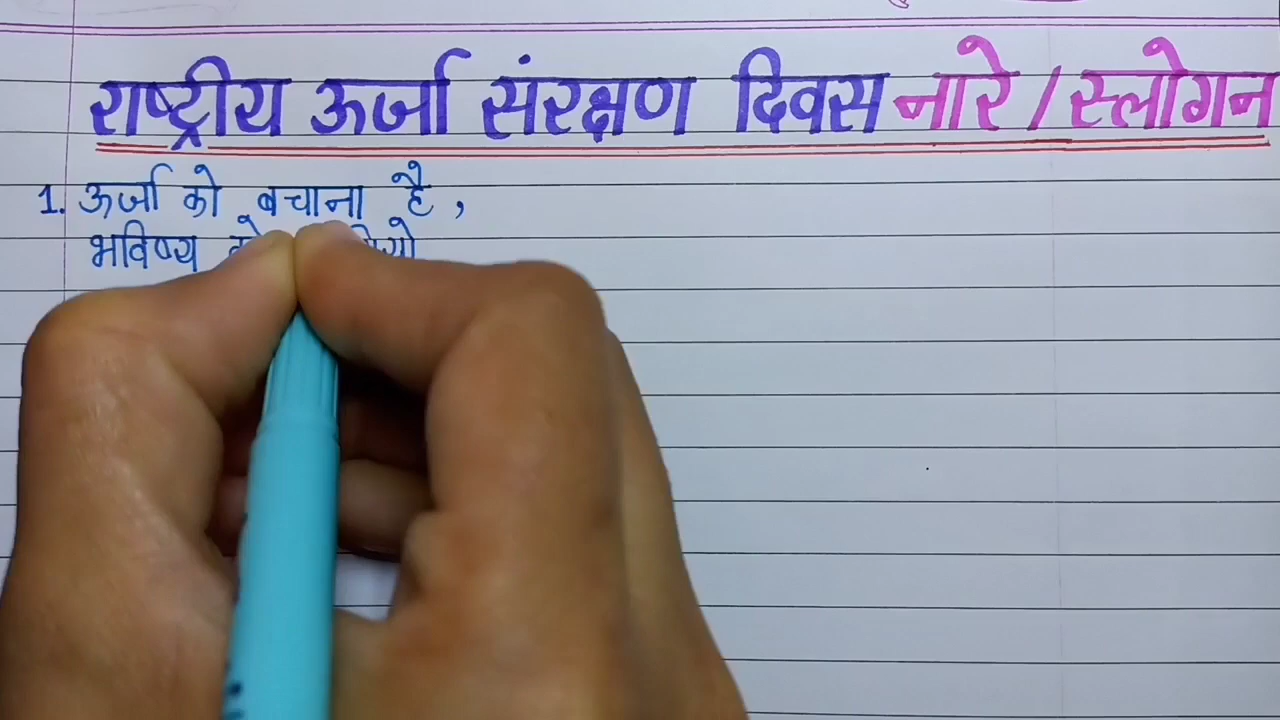 राष्ट्रीय ऊर्जा संरक्षण दिवस नारे / स्लोगन
1. ऊर्जा को बचाना है,
भविष्य